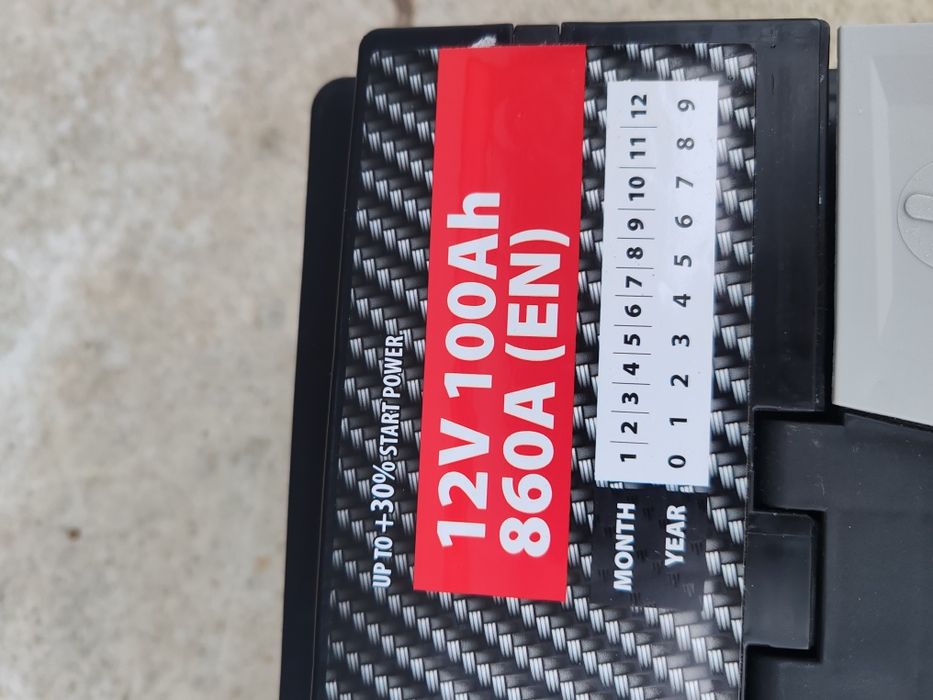 UP TO +30% START POWER
12V 100Ah
860A (EN)
MONTH 1 | 2 | 3 | 4 | 5 | 6 | 7 | 8 | 9 | 10 | 11 | 12
YEAR 0 1 2 3 4 5 6 7 8 9